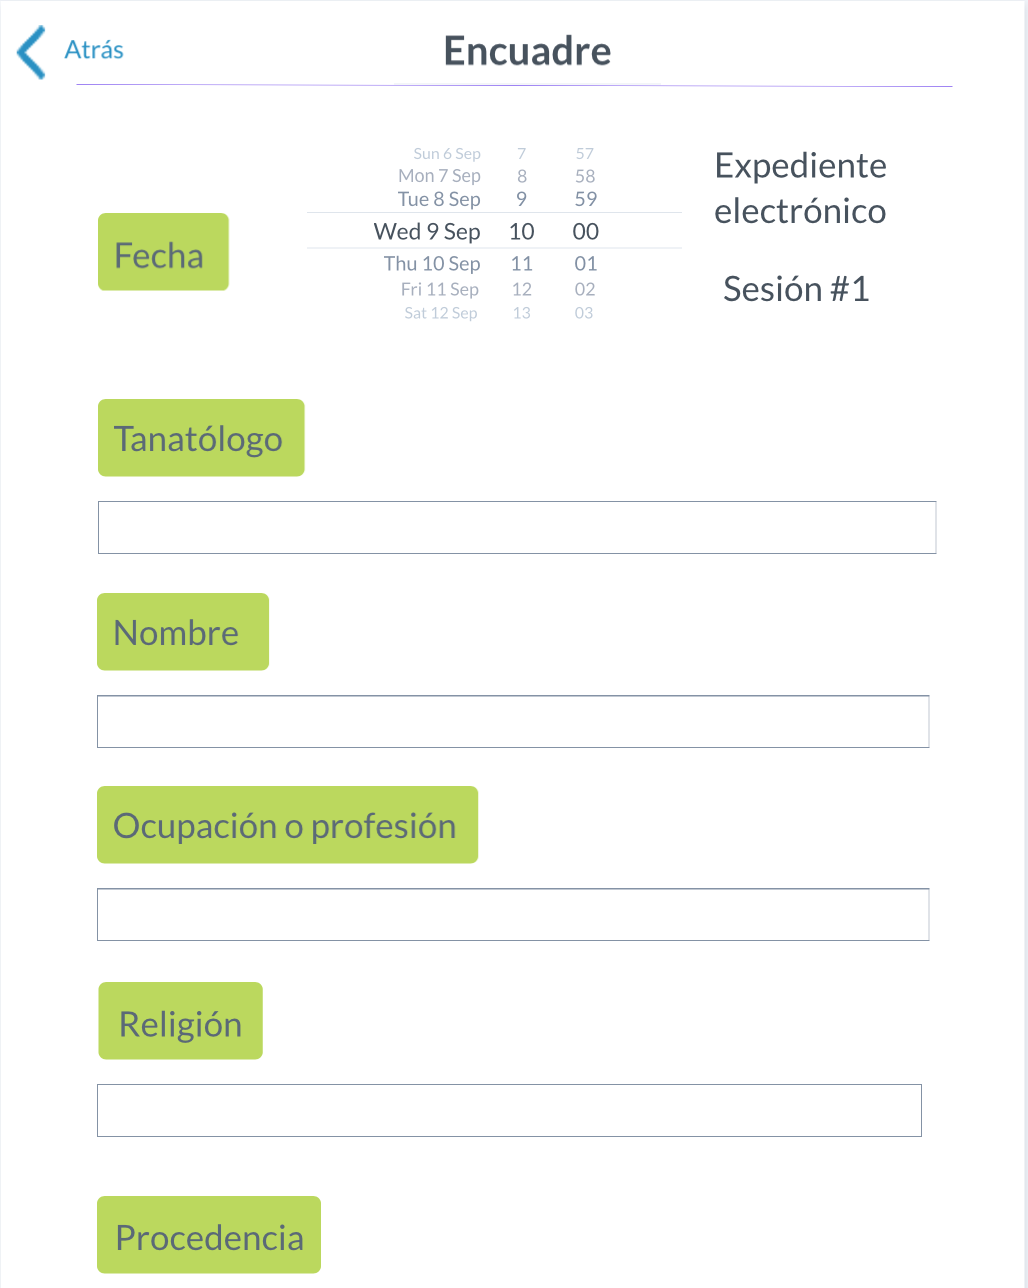 Atrás
Encuadre
Sun 6 Sep 7 57
Mon 7 Sep 8 58
Tue 8 Sep 9 59
Wed 9 Sep 10 00
Thu 10 Sep 11 01
Fri 11 Sep 12 02
Sat 12 Sep 13 03
Expediente
electrónico
Sesión #1
Fecha
Tanatólogo
Nombre
Ocupación o profesión
Religión
Procedencia